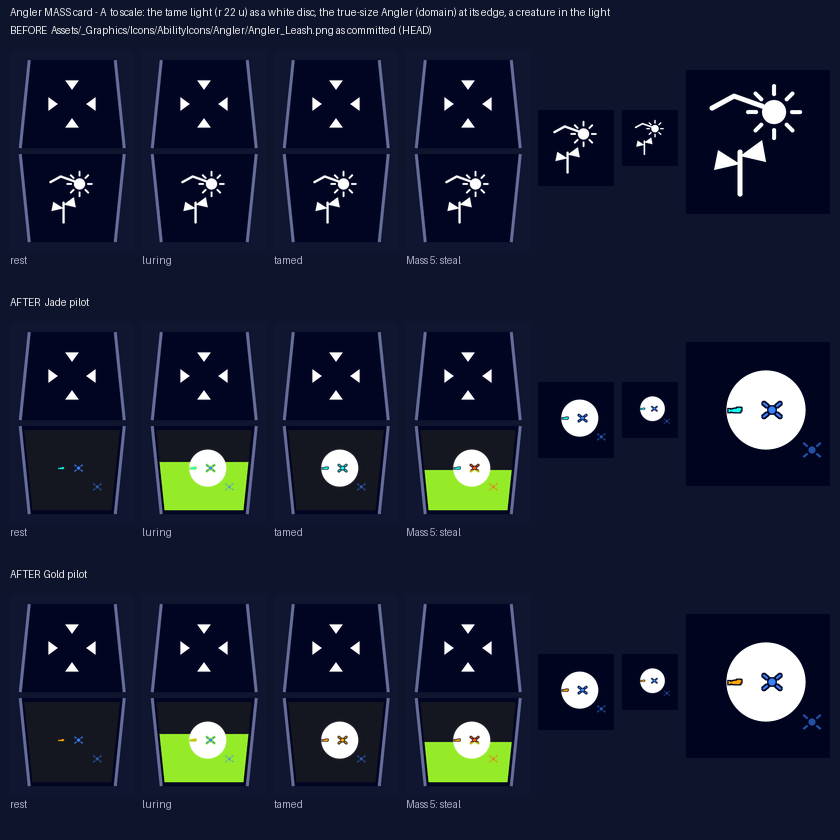 Angler MASS card - A to scale: the tame light (r 22 u) as a white disc, the true-size Angler (domain) at its edge, a creature in the light
BEFORE Assets/_Graphics/Icons/AbilityIcons/Angler/Angler_Leash.png as committed (HEAD)
rest luring tamed Mass 5: steal
AFTER Jade pilot
rest luring tamed Mass 5: steal
AFTER Gold pilot
rest luring tamed Mass 5: steal